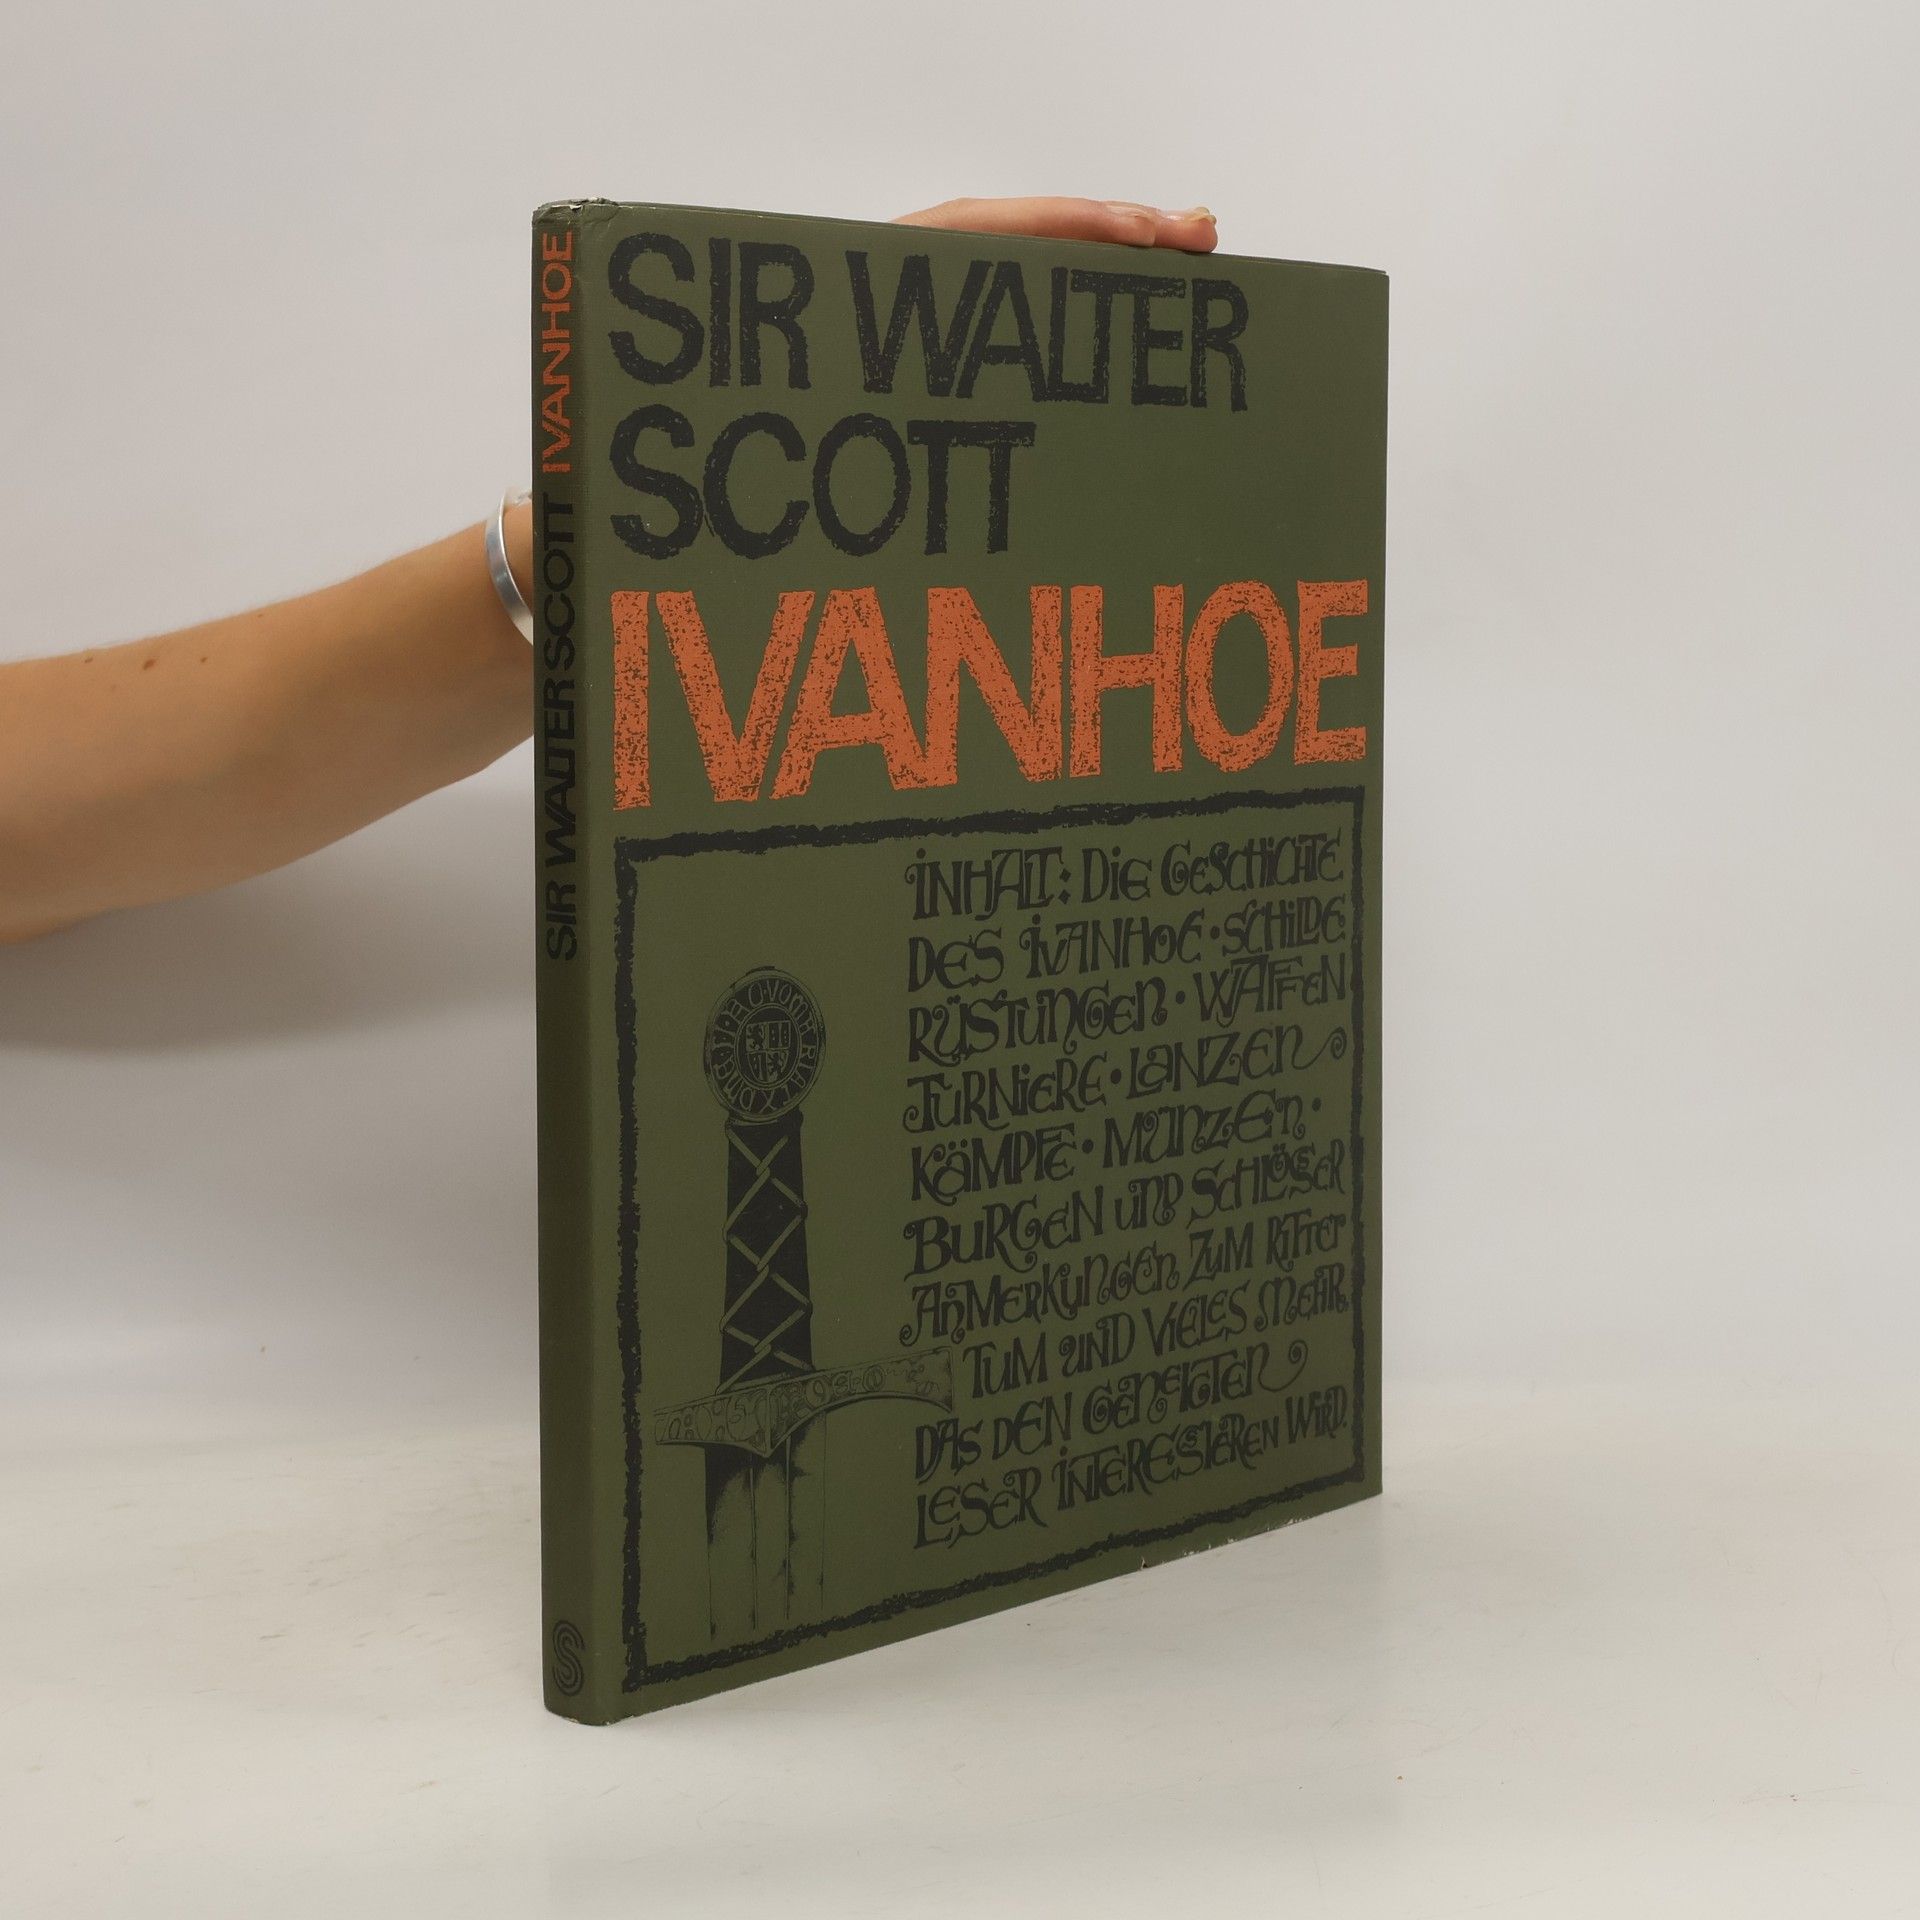 SIR WALTER SCOTT IVANHOE
S
SIR WALTER
SCOTT
IVANHOE
INHALT: DIE GESCHICHTE
DES IVANHOE • SCHILDE
RÜSTUNGEN • WAFFEN
TURNIERE • LANZEN
KÄMPFE • MUNZEN •
BURGEN UND SCHLÖSSER
ANMERKUNGEN ZUM RITTER
TUM UND VIELES MEHR,
DAS DEN GENEIGTEN
LESER INTERESSIEREN WIRD.